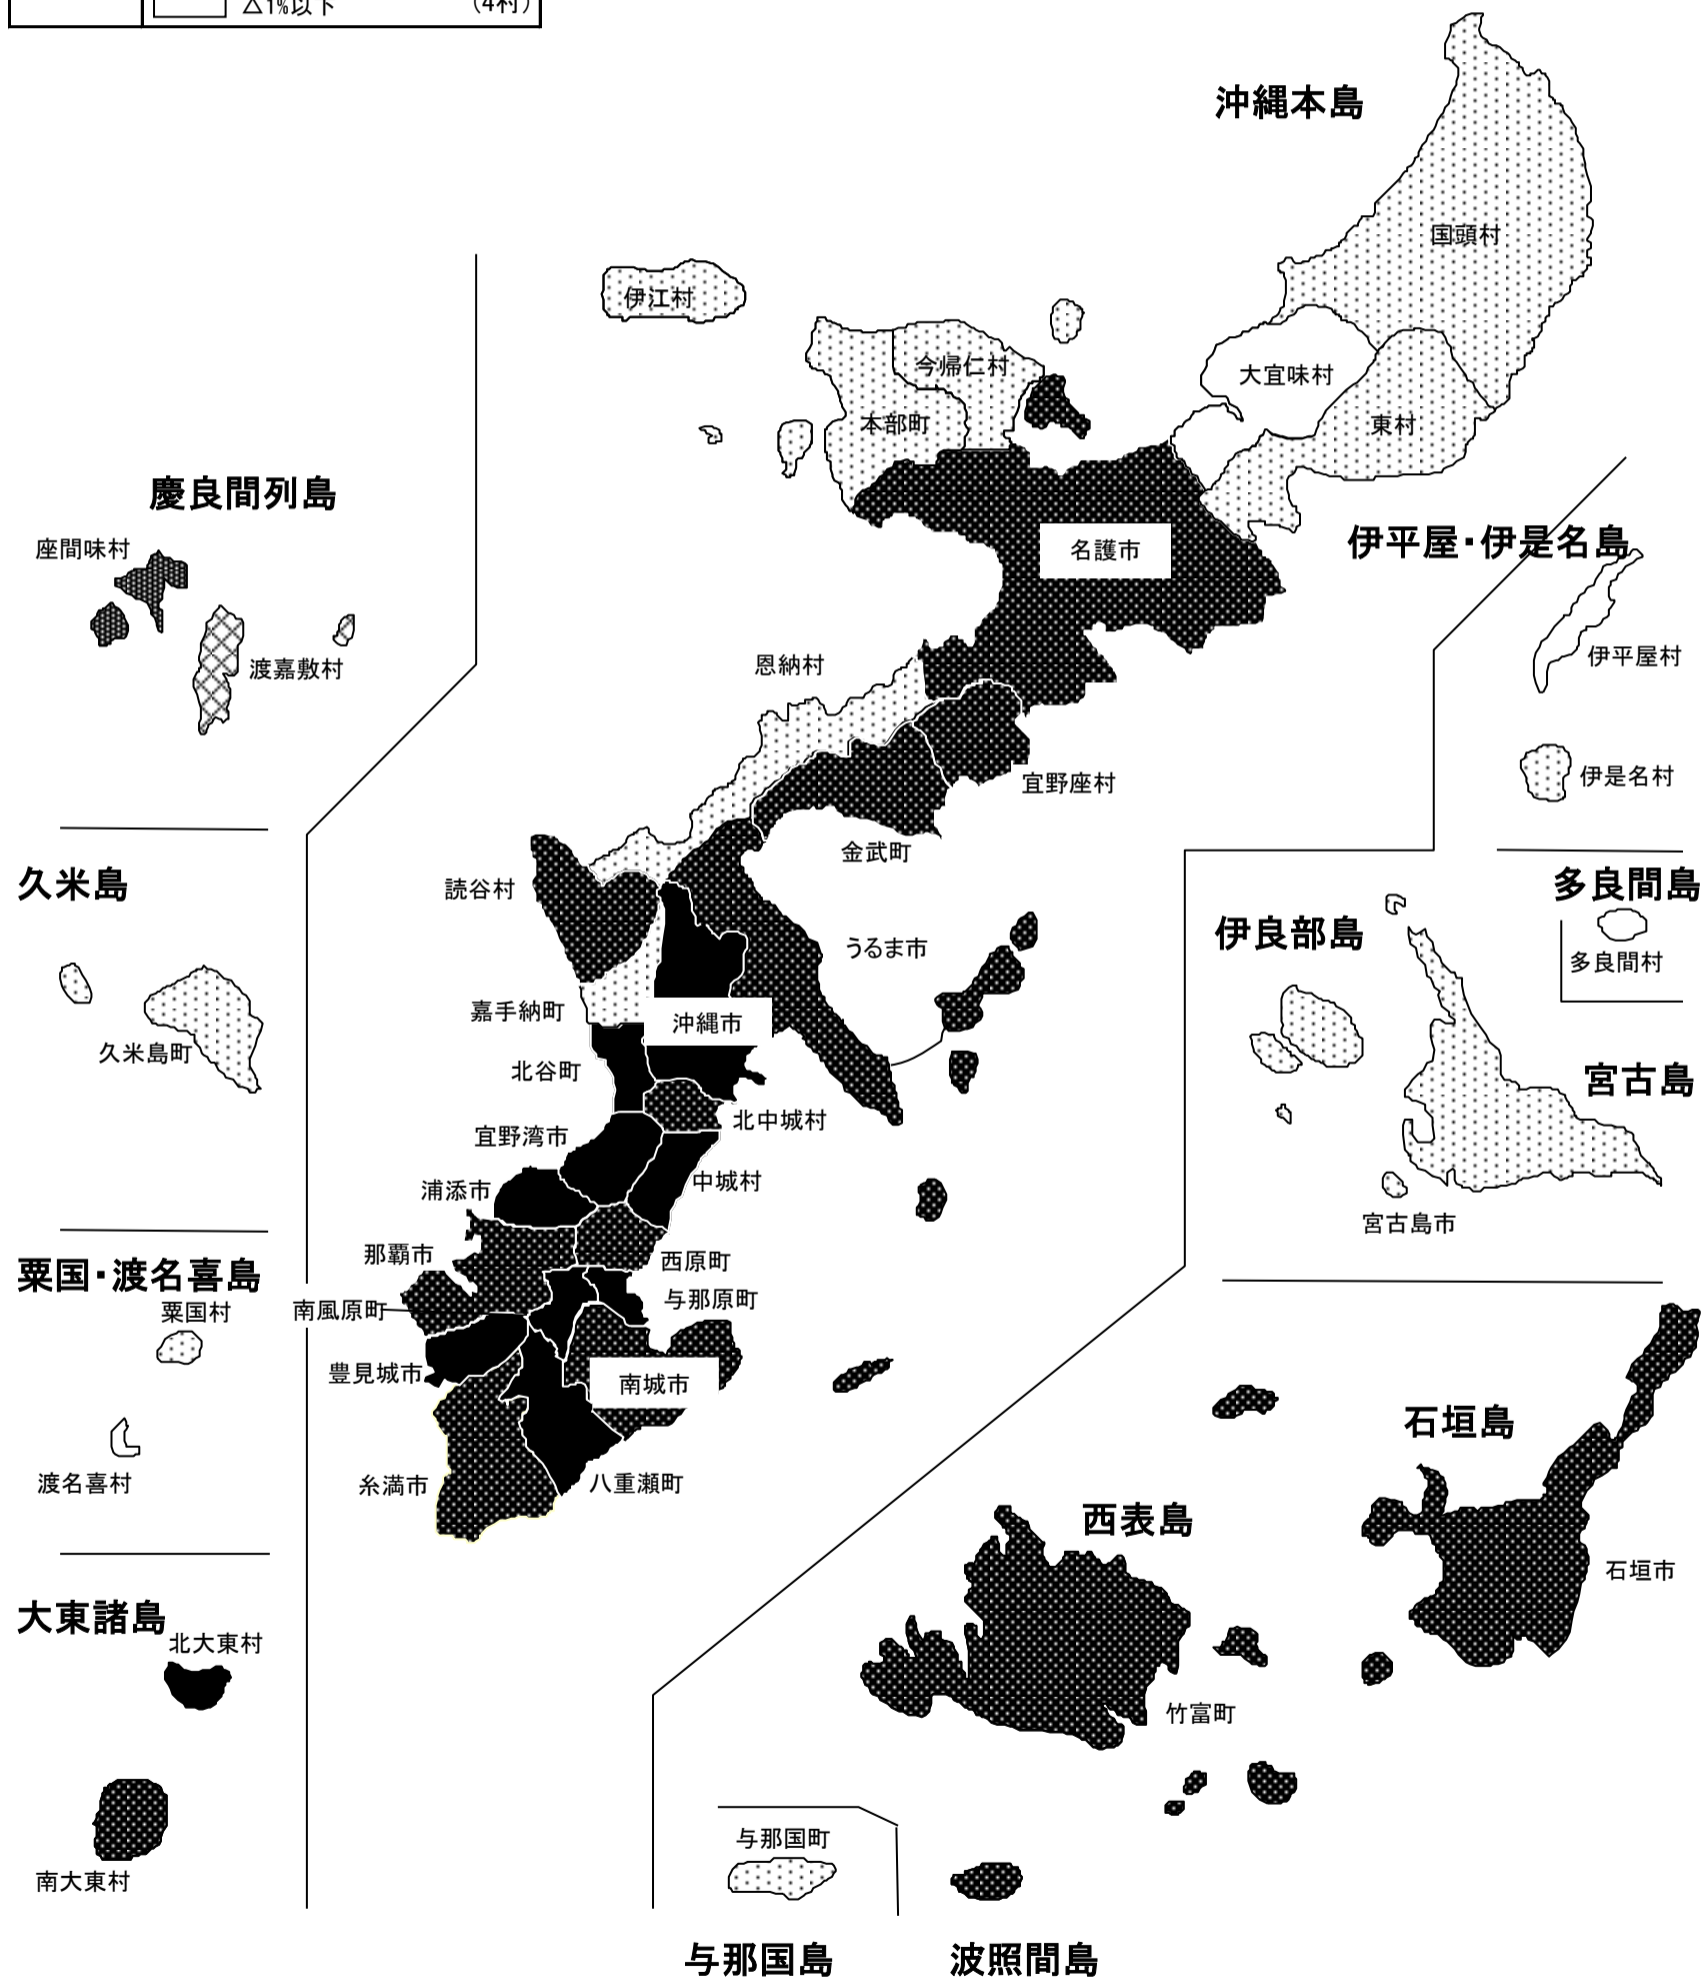 △1%以下 (4村)
沖縄本島
国頭村
伊江村
今帰仁村
大宜味村
本部町
東村
慶良間列島
座間味村
名護市
伊平屋・伊是名島
渡嘉敷村
恩納村
伊平屋村
伊是名村
宜野座村
金武町
久米島
読谷村
多良間島
うるま市
伊良部島
多良間村
嘉手納町
沖縄市
久米島町
北谷町
宮古島
北中城村
宜野湾市
中城村
浦添市
宮古島市
那覇市
西原町
粟国・渡名喜島
粟国村
南風原町
与那原町
豊見城市
南城市
石垣島
渡名喜村
糸満市
八重瀬町
西表島
石垣市
大東諸島
北大東村
竹富町
与那国町
南大東村
与那国島
波照間島